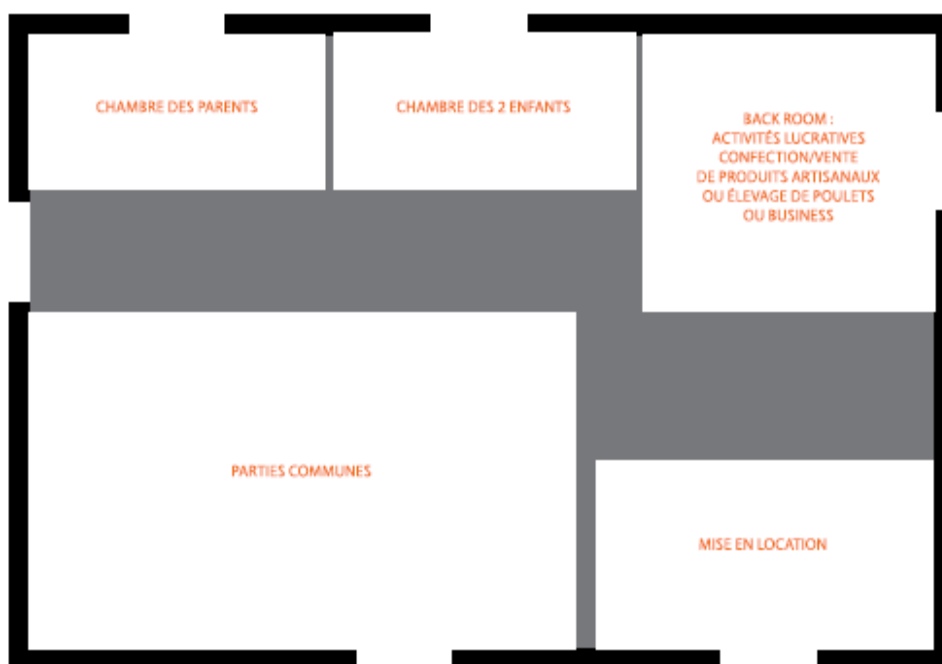 CHAMBRE DES PARENTS
CHAMBRE DES 2 ENFANTS
BACK ROOM :
ACTIVITÉS LUCRATIVES
CONFECTION/VENTE
DE PRODUITS ARTISANAUX
OU ÉLEVAGE DE POULETS
OU BUSINESS
PARTIES COMMUNES
MISE EN LOCATION